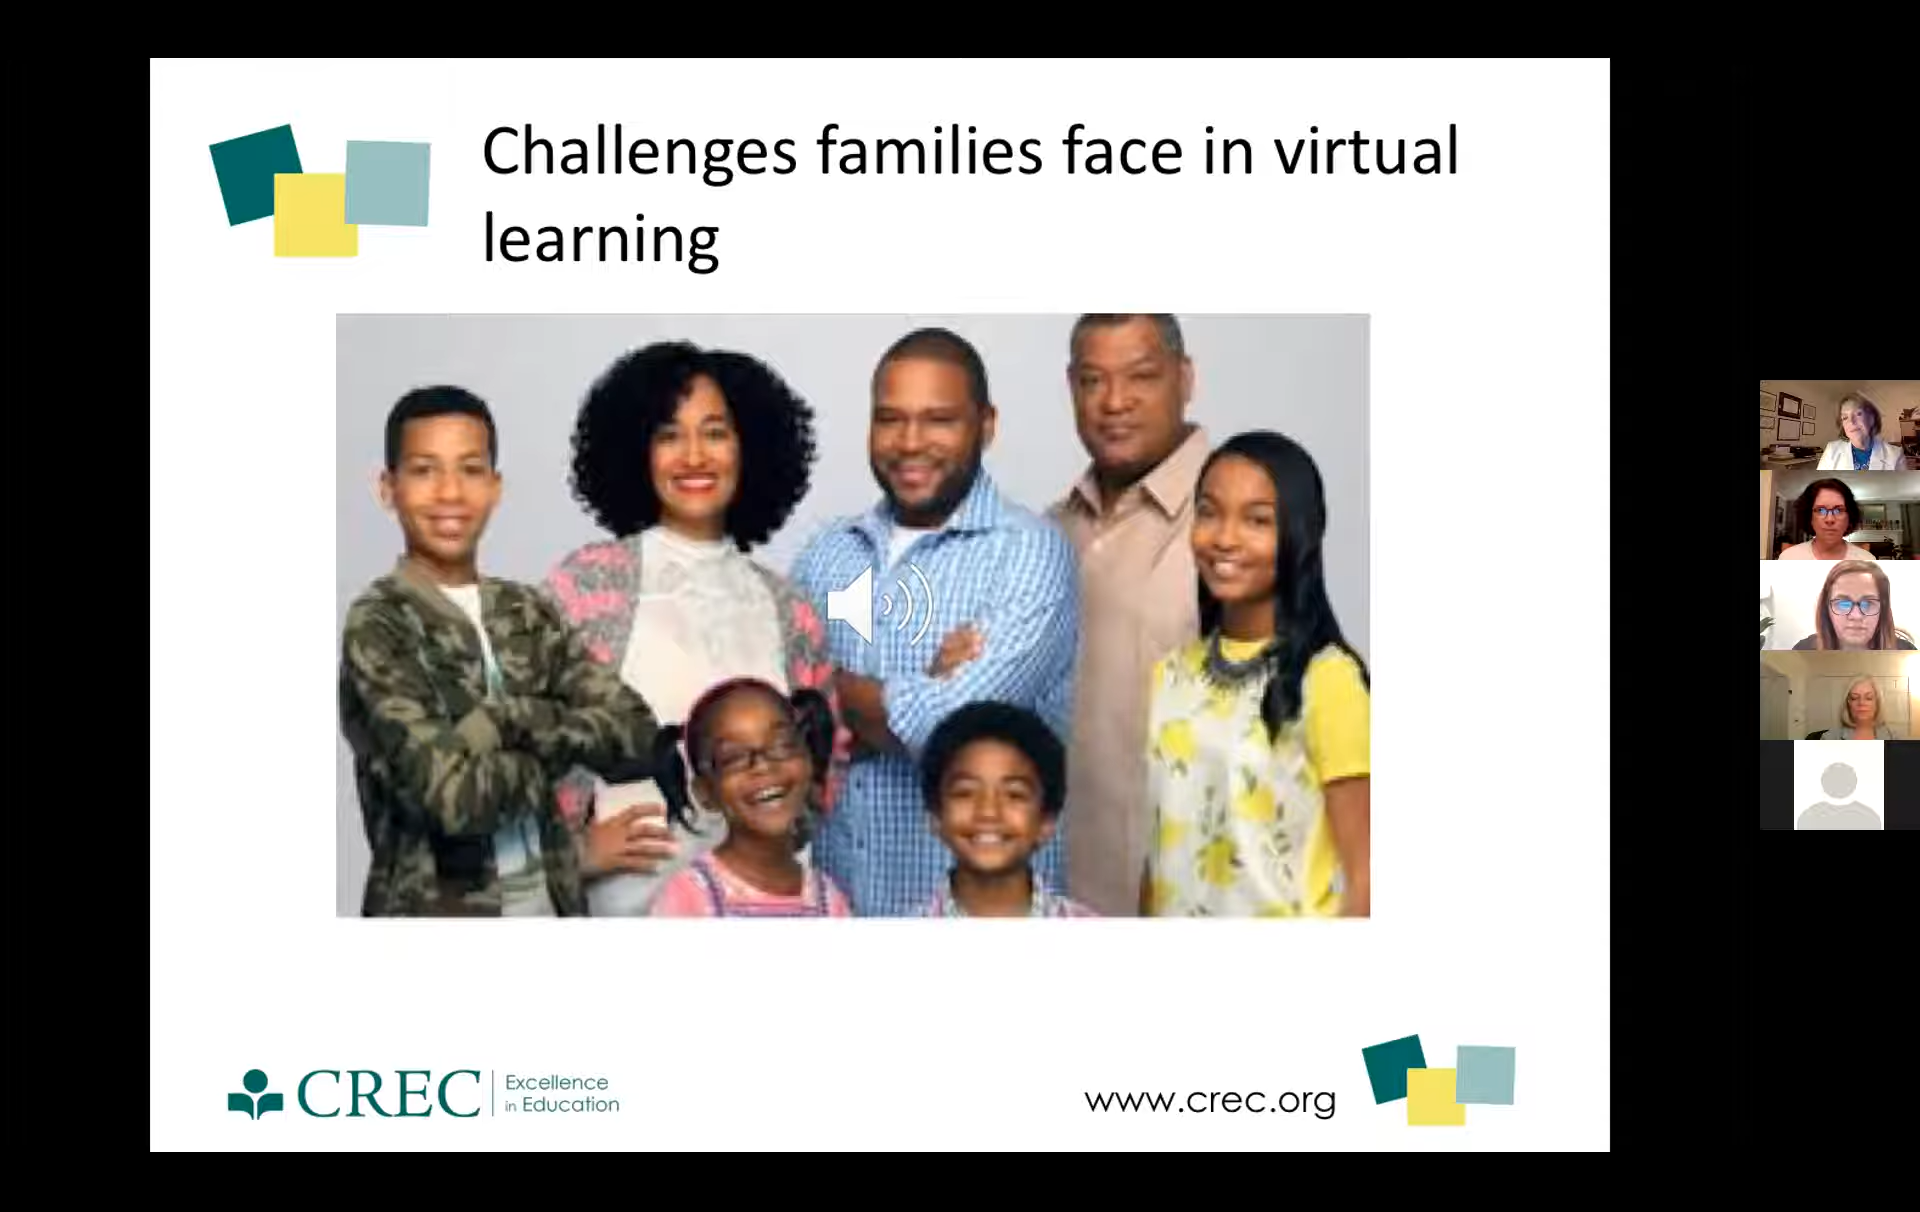 Challenges families face in virtual
learning
CREC
Excellence
in Education
www.crec.org